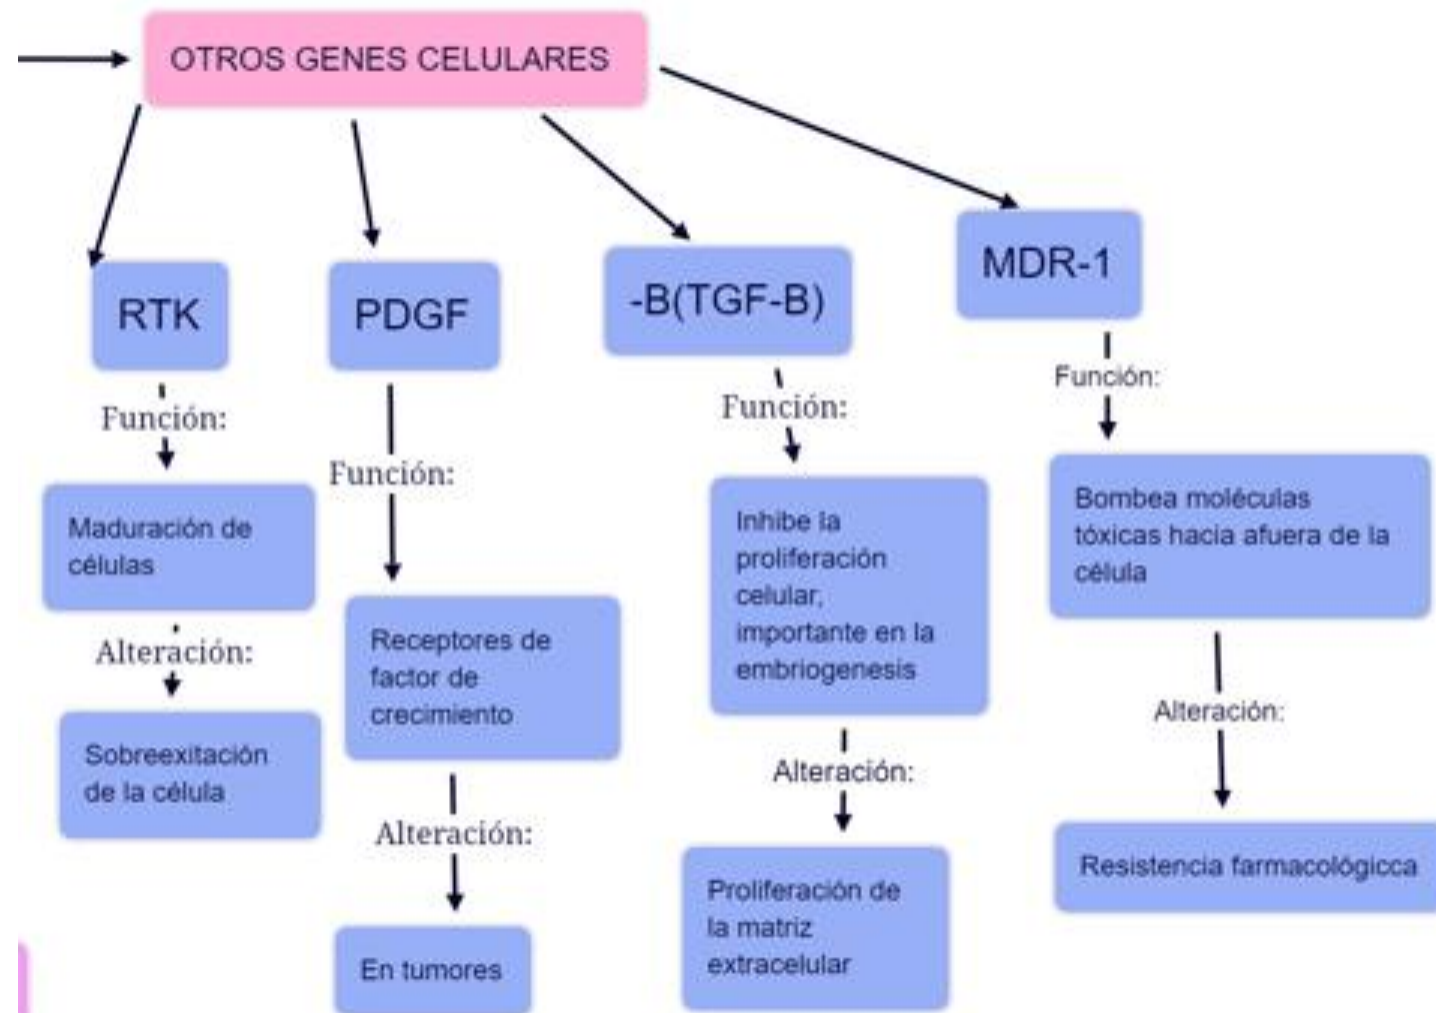 OTROS GENES CELULARES
RTK
Función:
Maduración de
células
Alteración:
Sobreexitación
de la célula
PDGF
Función:
Receptores de
factor de
crecimiento
Alteración:
En tumores
-B(TGF-B)
Función:
Inhibe la
proliferación
celular,
importante en la
embriogenesis
Alteración:
Proliferación de
la matriz
extracelular
MDR-1
Función:
Bombea moléculas
tóxicas hacia afuera de la
célula
Alteración:
Resistencia farmacológicca